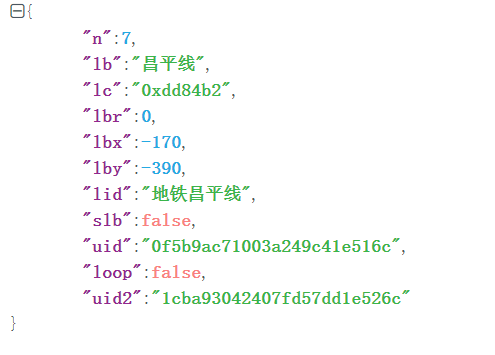 {
"n":7,
"lb":"昌平线",
"lc":"0xdd84b2",
"lbr":0,
"lbx":-170,
"lby":-390,
"lid":"地铁昌平线",
"slb":false,
"uid":"0f5b9ac71003a249c41e516c",
"loop":false,
"uid2":"1cba93042407fd57dd1e526c"
}